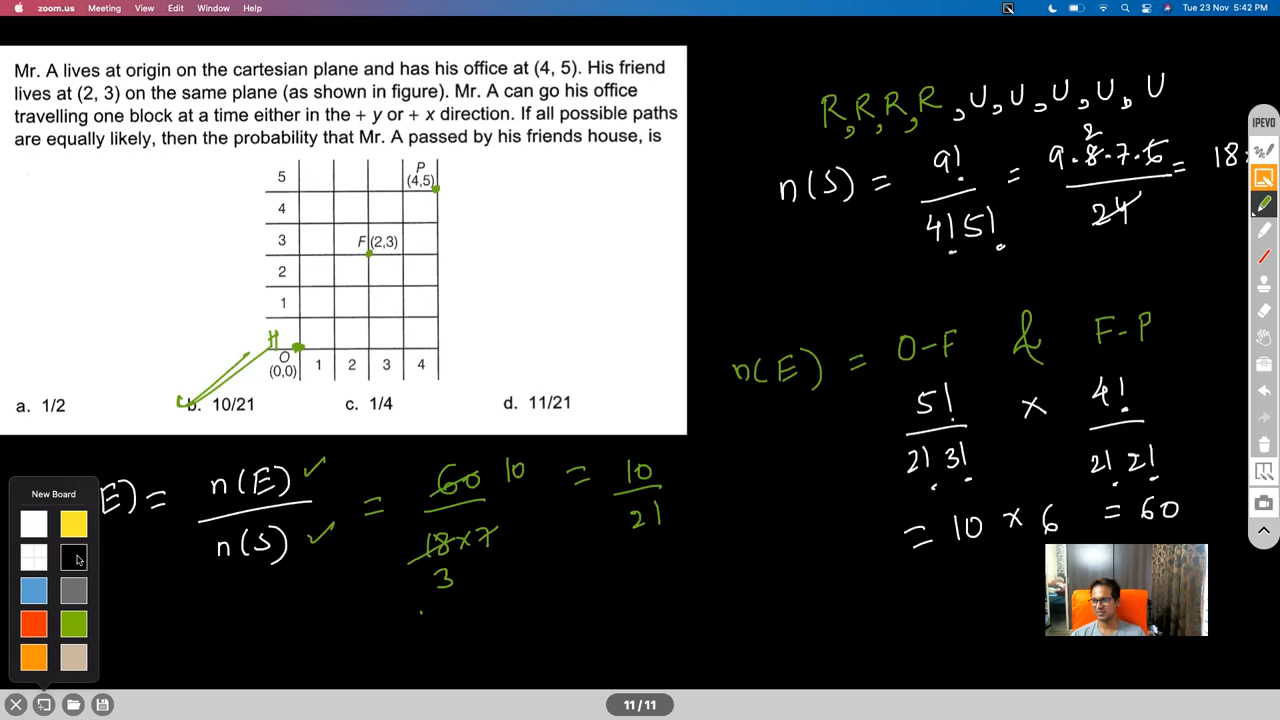 zoom.us Meeting View Edit Window Help Tue 23 Nov 5:42 PM
Mr. A lives at origin on the cartesian plane and has his office at (4, 5). His friend
lives at (2, 3) on the same plane (as shown in figure). Mr. A can go his office
travelling one block at a time either in the + y or + x direction. If all possible paths
are equally likely, then the probability that Mr. A passed by his friends house, is
5
P
(4,5)
4
3
F (2,3)
2
1
H
O
(0,0)
1 2 3 4
a. 1/2 b. 10/21 c. 1/4 d. 11/21
R, R, R, R, U, U, U, U, U
n(S) = 9!/4!5! = 9.8.7.6/24 = 18
2
n(E) = O-F & F-P
5!/2!3! × 4!/2!2!
= 10 × 6 = 60
E) = n(E)/n(S) = 60/18×7 = 10/21
10
3
IPEVO
New Board
11 / 11